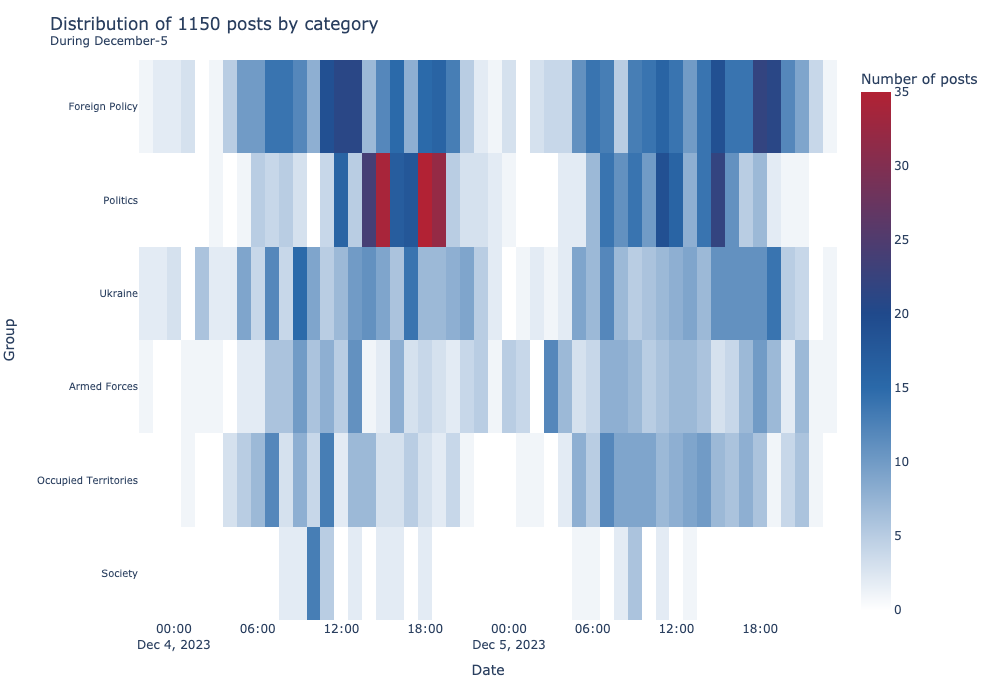 Distribution of 1150 posts by category
During December-5
Number of posts
35
30
25
20
15
10
5
0
Group
Foreign Policy
Politics
Ukraine
Armed Forces
Occupied Territories
Society
00:00 06:00 12:00 18:00 00:00 06:00 12:00 18:00
Dec 4, 2023 Dec 5, 2023
Date